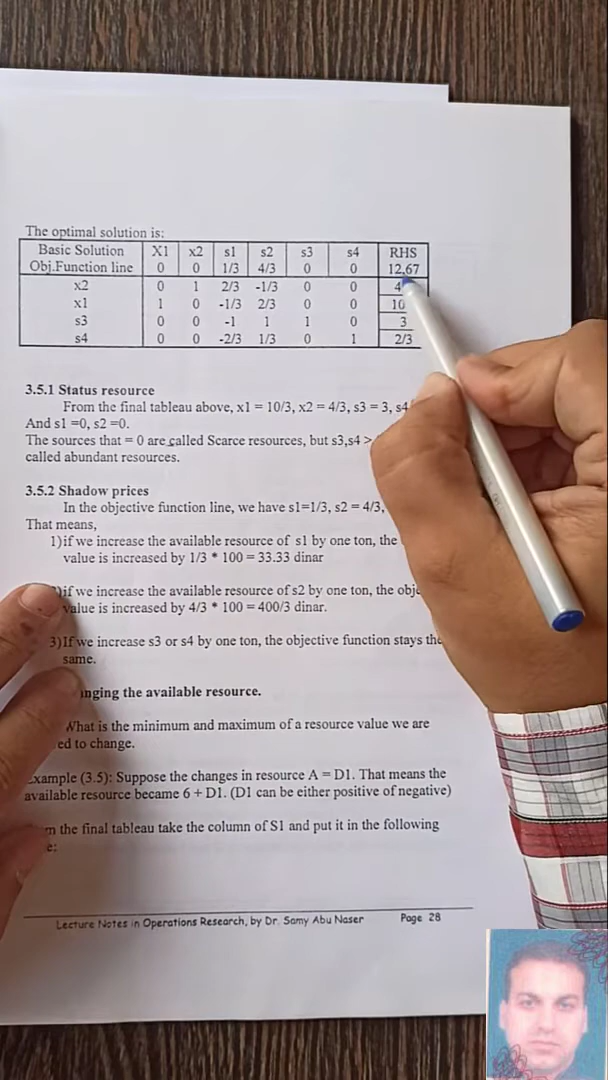 The optimal solution is:
Basic Solution X1 x2 s1 s2 s3 s4 RHS
Obj.Function line 0 0 1/3 4/3 0 0 12.67
x2 0 1 2/3 -1/3 0 0 4
x1 1 0 -1/3 2/3 0 0 10
s3 0 0 -1 1 1 0 3
s4 0 0 -2/3 1/3 0 1 2/3
3.5.1 Status resource
From the final tableau above, x1 = 10/3, x2 = 4/3, s3 = 3, s4
And s1 =0, s2 =0.
The sources that = 0 are called Scarce resources, but s3,s4 >
called abundant resources.
3.5.2 Shadow prices
In the objective function line, we have s1=1/3, s2 = 4/3,
That means,
1)if we increase the available resource of s1 by one ton, the
value is increased by 1/3 * 100 = 33.33 dinar
)if we increase the available resource of s2 by one ton, the
value is increased by 4/3 * 100 = 400/3 dinar.
3)If we increase s3 or s4 by one ton, the objective function stays the
same.
the available resource.
What is the minimum and maximum of a resource value we are
to change.
Example (3.5): Suppose the changes in resource A = D1. That means the
available resource became 6 + D1. (D1 can be either positive of negative)
the final tableau take the column of S1 and put it in the following
Lecture Notes in Operations Research, by Dr. Samy Abu Naser Page 28